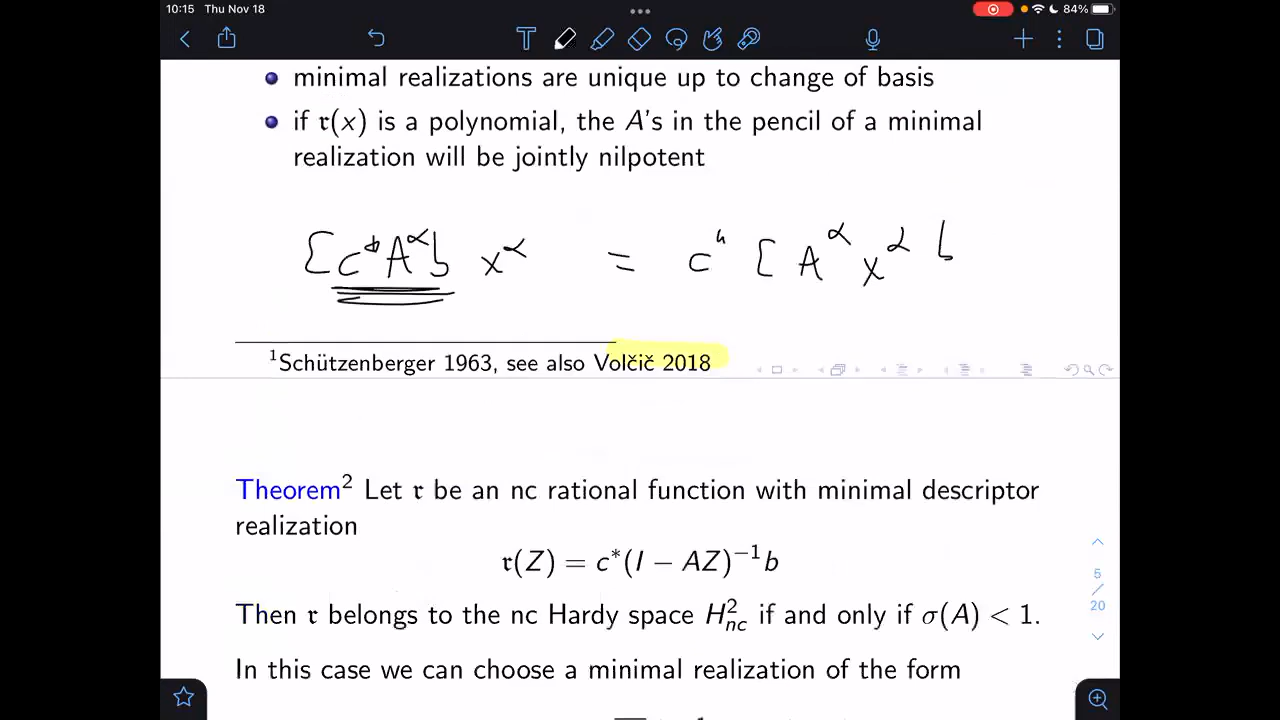 10:15 Thu Nov 18
84%
minimal realizations are unique up to change of basis
if 𝔯(x) is a polynomial, the A's in the pencil of a minimal
realization will be jointly nilpotent
[c* A^α b x^α = c* [ A^α x^α b
¹Schützenberger 1963, see also Volčič 2018
Theorem² Let 𝔯 be an nc rational function with minimal descriptor
realization
𝔯(Z) = c*(I − AZ)⁻¹b
5
/
20
Then 𝔯 belongs to the nc Hardy space H²_nc if and only if σ(A) < 1.
In this case we can choose a minimal realization of the form